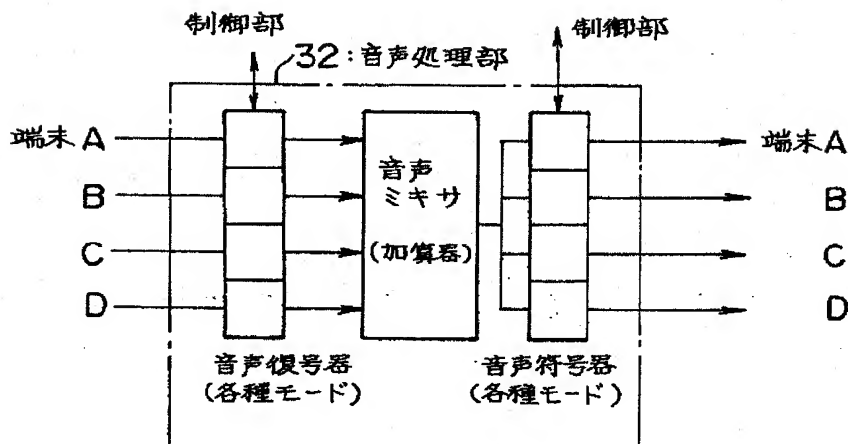 制御部
32:音声処理部
制御部
端末 A
B
C
D
音声
ミキサ
(加算器)
端末 A
B
C
D
音声復号器
(各種モード)
音声符号器
(各種モード)